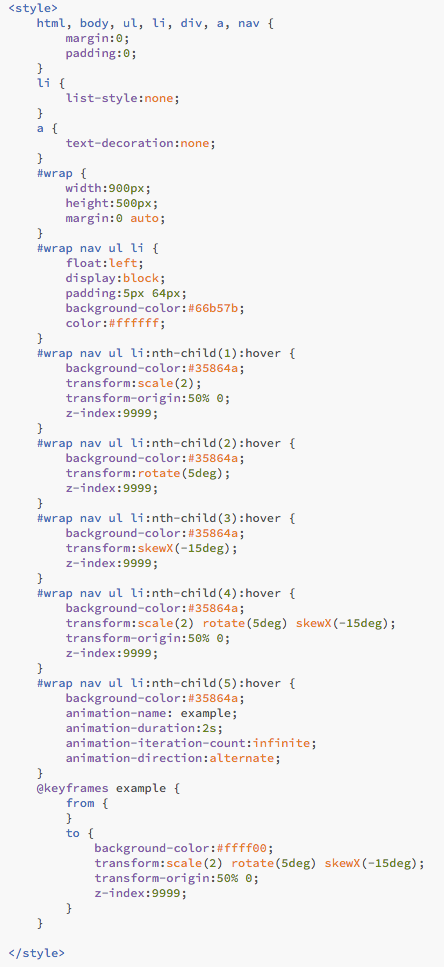 <style>
    html, body, ul, li, div, a, nav {
        margin:0;
        padding:0;
    }
    li {
        list-style:none;
    }
    a {
        text-decoration:none;
    }
    #wrap {
        width:900px;
        height:500px;
        margin:0 auto;
    }
    #wrap nav ul li {
        float:left;
        display:block;
        padding:5px 64px;
        background-color:#66b57b;
        color:#ffffff;
    }
    #wrap nav ul li:nth-child(1):hover {
        background-color:#35864a;
        transform:scale(2);
        transform-origin:50% 0;
        z-index:9999;
    }
    #wrap nav ul li:nth-child(2):hover {
        background-color:#35864a;
        transform:rotate(5deg);
        z-index:9999;
    }
    #wrap nav ul li:nth-child(3):hover {
        background-color:#35864a;
        transform:skewX(-15deg);
        z-index:9999;
    }
    #wrap nav ul li:nth-child(4):hover {
        background-color:#35864a;
        transform:scale(2) rotate(5deg) skewX(-15deg);
        transform-origin:50% 0;
        z-index:9999;
    }
    #wrap nav ul li:nth-child(5):hover {
        background-color:#35864a;
        animation-name: example;
        animation-duration:2s;
        animation-iteration-count:infinite;
        animation-direction:alternate;
    }
    @keyframes example {
        from {
        }
        to {
            background-color:#ffff00;
            transform:scale(2) rotate(5deg) skewX(-15deg);
            transform-origin:50% 0;
            z-index:9999;
        }
    }

</style>